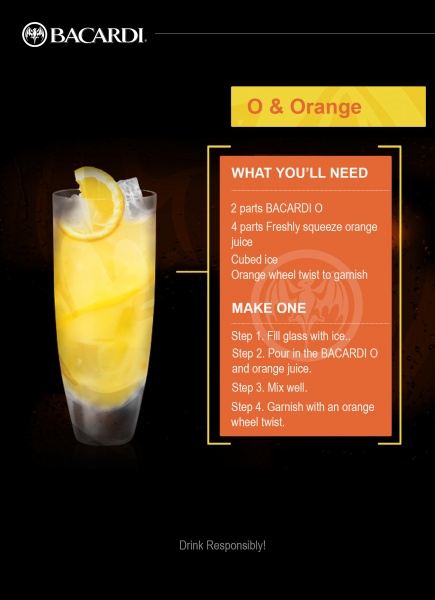 BACARDI
O & Orange
WHAT YOU'LL NEED
2 parts BACARDI O
4 parts Freshly squeeze orange
juice
Cubed ice
Orange wheel twist to garnish
MAKE ONE
Step 1. Fill glass with ice..
Step 2. Pour in the BACARDI O
and orange juice.
Step 3. Mix well.
Step 4. Garnish with an orange
wheel twist.
Drink Responsibly!